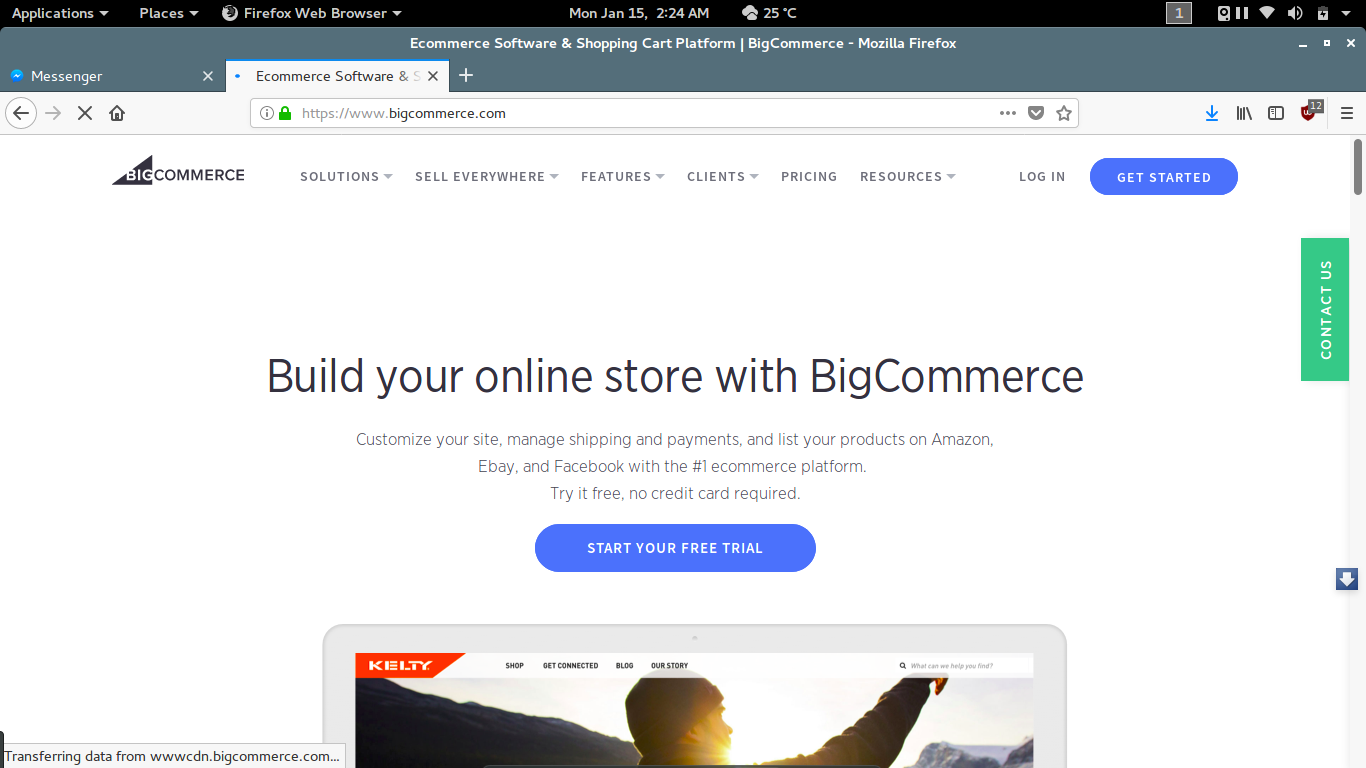 Applications Places Firefox Web Browser Mon Jan 15, 2:24 AM 25 °C 1
Ecommerce Software & Shopping Cart Platform | BigCommerce - Mozilla Firefox
Messenger Ecommerce Software & S
https://www.bigcommerce.com 12
BIGCOMMERCE SOLUTIONS SELL EVERYWHERE FEATURES CLIENTS PRICING RESOURCES LOG IN GET STARTED
CONTACT US
Build your online store with BigCommerce
Customize your site, manage shipping and payments, and list your products on Amazon,
Ebay, and Facebook with the #1 ecommerce platform.
Try it free, no credit card required.
START YOUR FREE TRIAL
KELTY SHOP GET CONNECTED BLOG OUR STORY What can we help you find?
Transferring data from wwwcdn.bigcommerce.com...